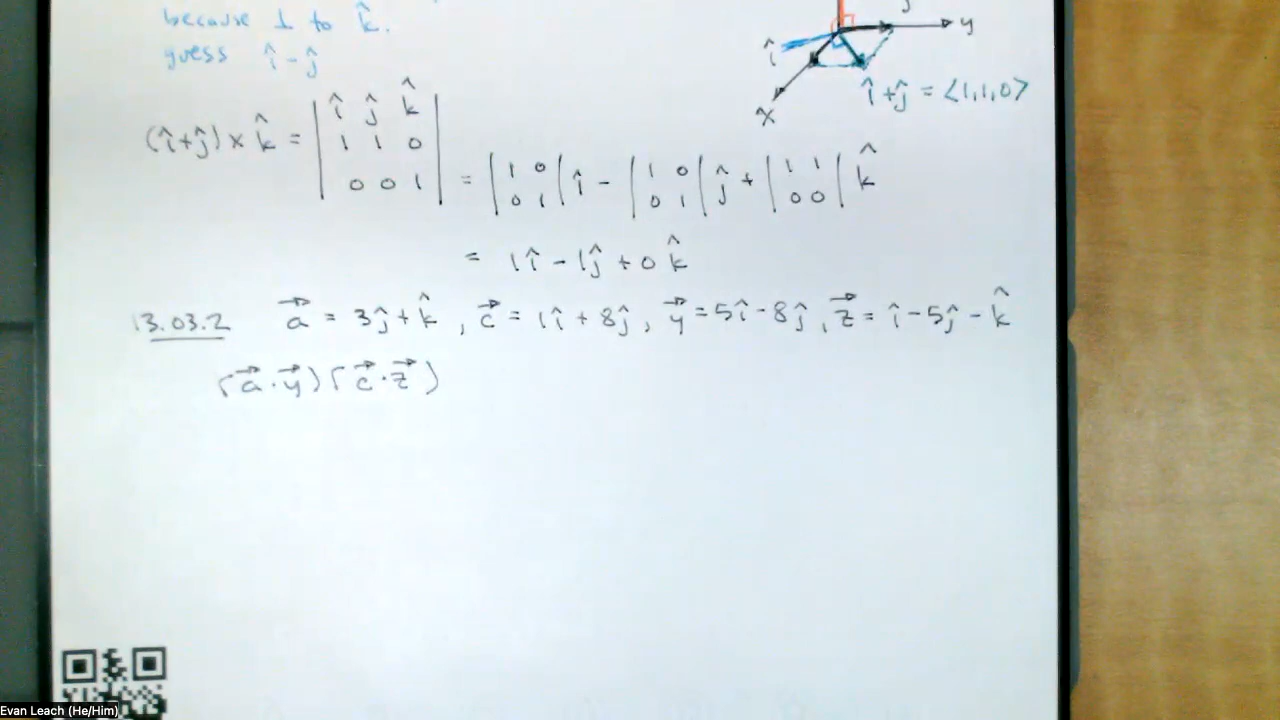 because ⊥ to k̂.
guess î - ĵ
y
î
x
î + ĵ = <1,1,0>
(î+ĵ) × k̂ = | î ĵ k̂ |
| 1 1 0 |
| 0 0 1 |
= | 1 0 | î - | 1 0 | ĵ + | 1 1 | k̂
| 0 1 | | 0 1 | | 0 0 |
= 1î - 1ĵ + 0 k̂
13.03.2 a⃗ = 3ĵ + k̂ , c⃗ = 1î + 8ĵ , y⃗ = 5î - 8ĵ , z⃗ = î - 5ĵ - k̂
(a⃗ · y⃗)(c⃗ · z⃗)
Evan Leach (He/Him)